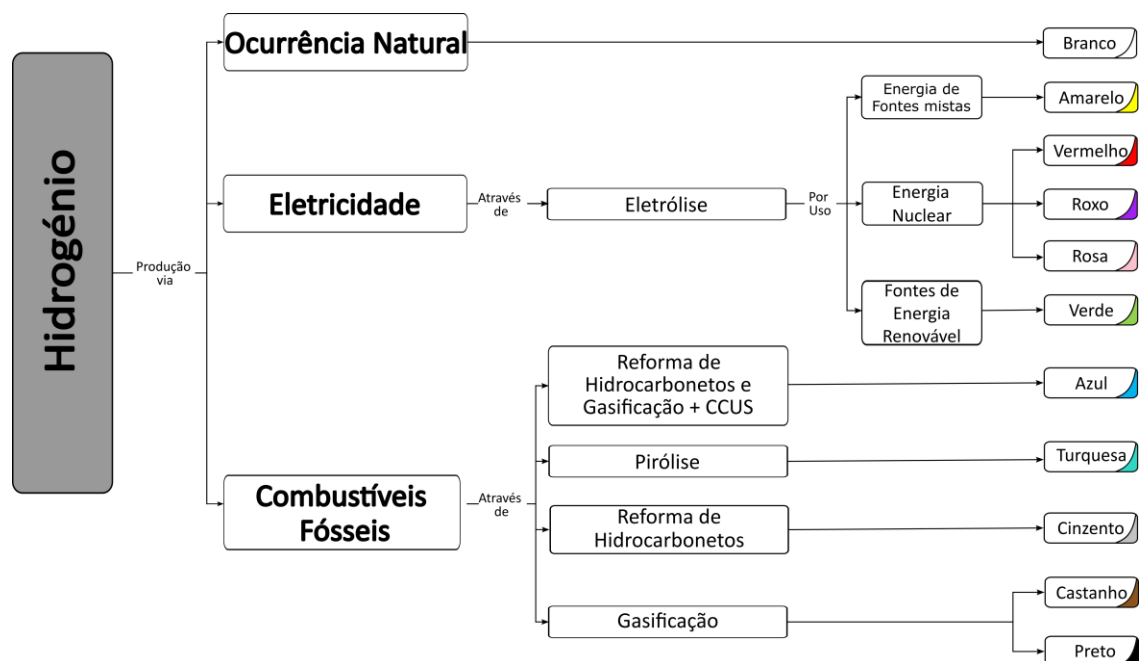 Hidrogénio
Produção
via
Ocurrência Natural
Branco
Eletricidade
Através
de
Eletrólise
Por
Uso
Energia de
Fontes mistas
Amarelo
Energia
Nuclear
Vermelho
Roxo
Rosa
Fontes de
Energia
Renovável
Verde
Combustíveis
Fósseis
Através
de
Reforma de
Hidrocarbonetos e
Gasificação + CCUS
Azul
Pirólise
Turquesa
Reforma de
Hidrocarbonetos
Cinzento
Gasificação
Castanho
Preto